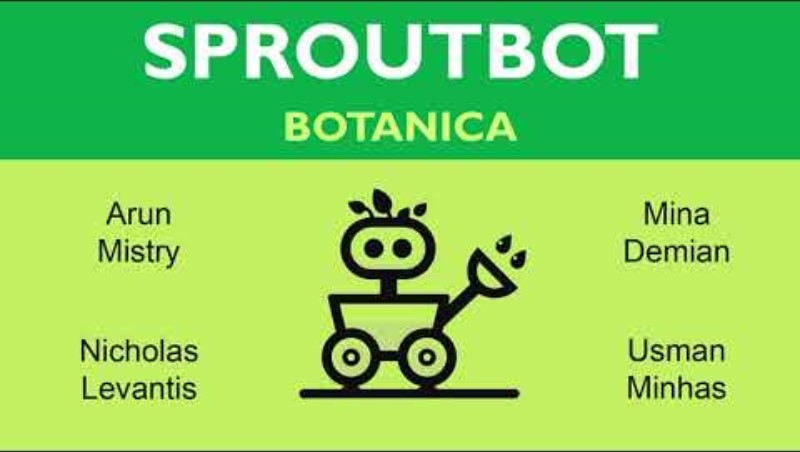 SPROUTBOT
BOTANICA
Arun
Mistry
Mina
Demian
Nicholas
Levantis
Usman
Minhas